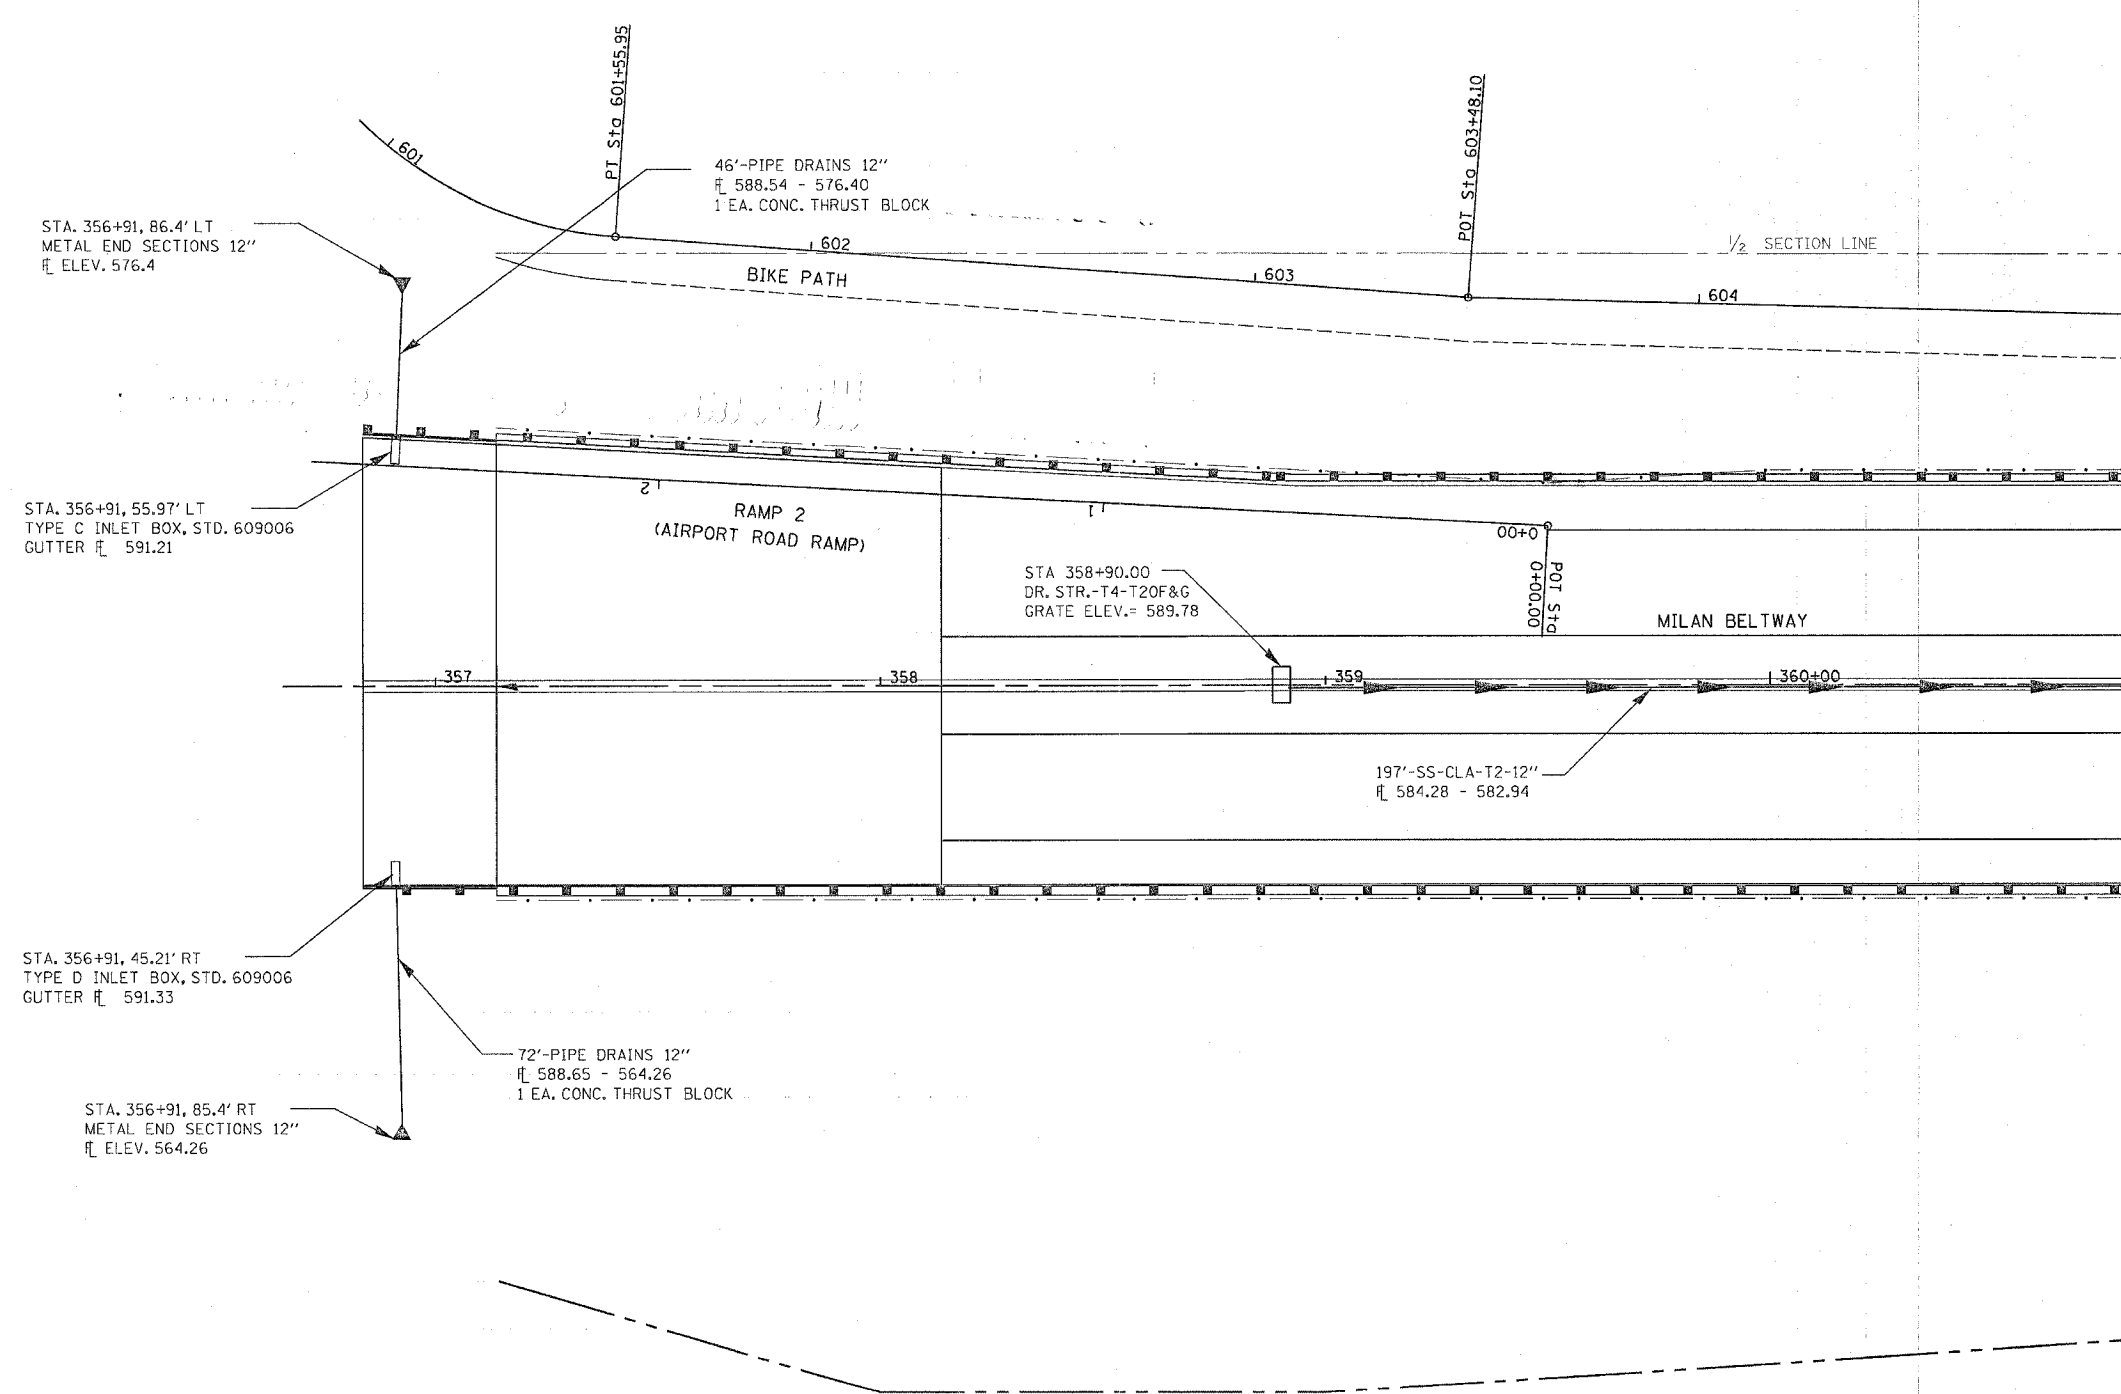 PT Sta 601+55.95
POT Sta 603+48.10
601
46'-PIPE DRAINS 12"
FL 588.54 - 576.40
1 EA. CONC. THRUST BLOCK
STA. 356+91, 86.4' LT
METAL END SECTIONS 12"
FL ELEV. 576.4
602
1/2 SECTION LINE
BIKE PATH
603
604
2
1
RAMP 2
(AIRPORT ROAD RAMP)
STA. 356+91, 55.97' LT
TYPE C INLET BOX, STD. 609006
GUTTER FL 591.21
0+00
POT Sta
0+00.00
STA 358+90.00
DR. STR.-T4-T20F&G
GRATE ELEV.= 589.78
MILAN BELTWAY
357
358
359
360+00
197'-SS-CLA-T2-12"
FL 584.28 - 582.94
STA. 356+91, 45.21' RT
TYPE D INLET BOX, STD. 609006
GUTTER FL 591.33
72'-PIPE DRAINS 12"
FL 588.65 - 564.26
1 EA. CONC. THRUST BLOCK
STA. 356+91, 85.4' RT
METAL END SECTIONS 12"
FL ELEV. 564.26